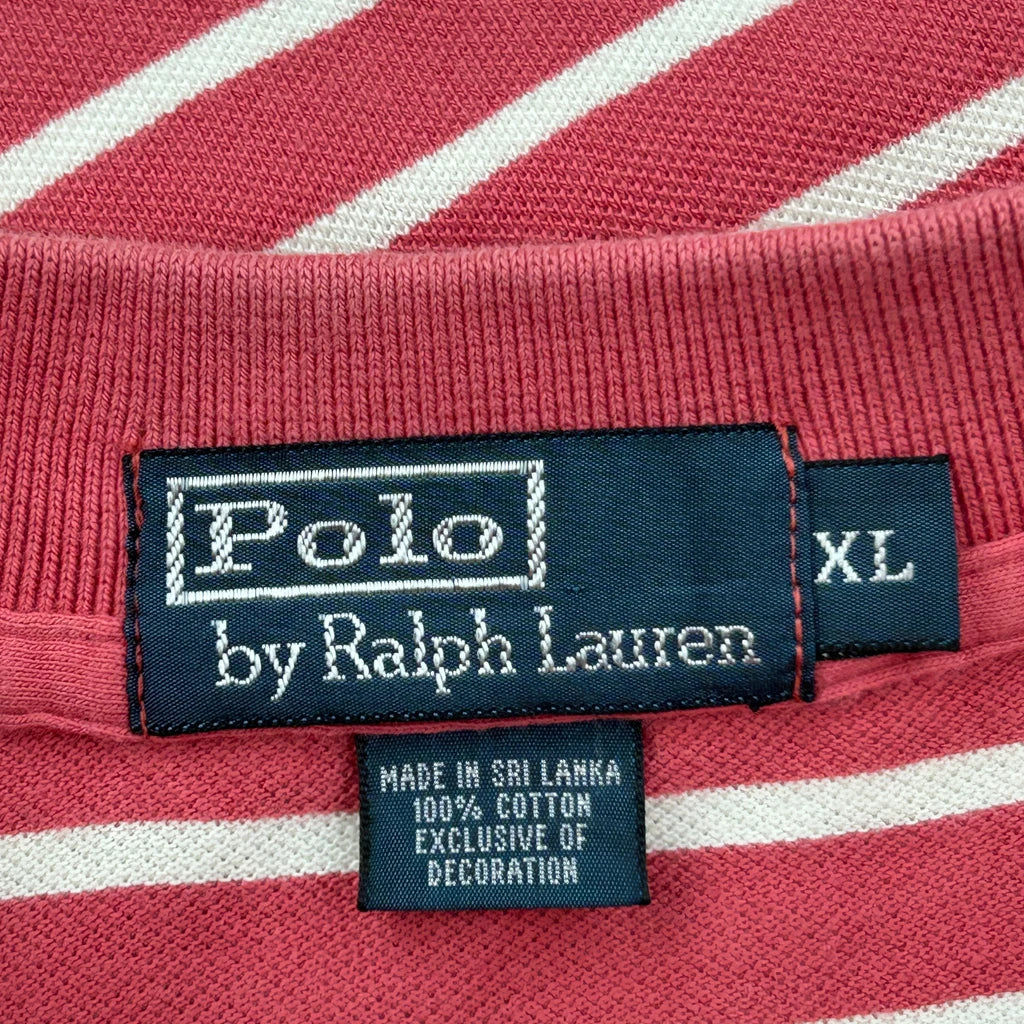 Polo
by Ralph Lauren
XL
MADE IN SRI LANKA
100% COTTON
EXCLUSIVE OF
DECORATION